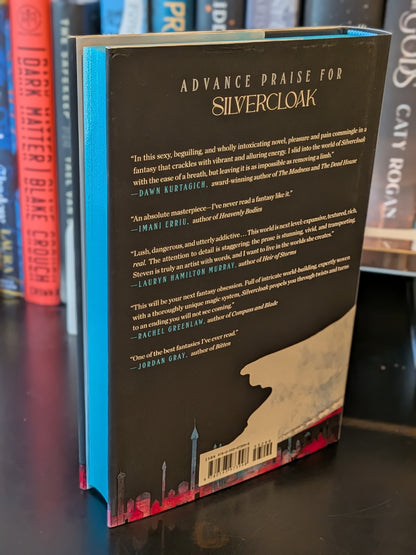 ADVANCE PRAISE FOR
SILVERCLOAK
"In this sexy, beguiling, and wholly intoxicating novel, pleasure and pain commingle in a
fantasy that crackles with vibrant and alluring energy. I slid into the world of Silvercloak
with the ease of a breath, but leaving it is as impossible as removing a limb."
—DAWN KURTAGICH, award-winning author of The Madness and The Dead House
"An absolute masterpiece—I've never read a fantasy like it."
—IMANI ERRIU, author of Heavenly Bodies
"Lush, dangerous, and utterly addictive... This world is next level: expansive, textured, rich,
real. The attention to detail is staggering; the prose is stunning, vivid, and transporting.
Steven is truly an artist with words, and I want to live in the worlds she creates."
—LAURYN HAMILTON MURRAY, author of Heir of Storms
"This will be your next fantasy obsession. Full of intricate world-building, expertly woven
with a thoroughly unique magic system, Silvercloak propels you through twists and turns
to an ending you will not see coming."
—RACHEL GREENLAW, author of Compass and Blade
"One of the best fantasies I've ever read."
—JORDAN GRAY, author of Bitten
ISBN
DARK MATTER | BLAKE CROUCH
GODS
CATY ROGAN
LAURA